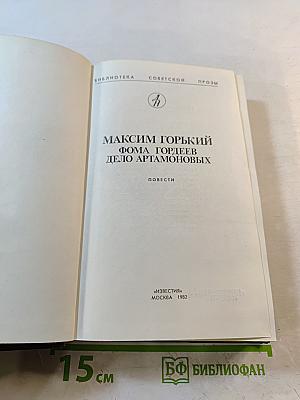 БИБЛИОТЕКА СОВЕТСКОЙ ПРОЗЫ
МАКСИМ ГОРЬКИЙ
ФОМА ГОРДЕЕВ
ДЕЛО АРТАМОНОВЫХ
ПОВЕСТИ
«ИЗВЕСТИЯ»
МОСКВА 1982
15 см
БФ БИБЛИОФАН